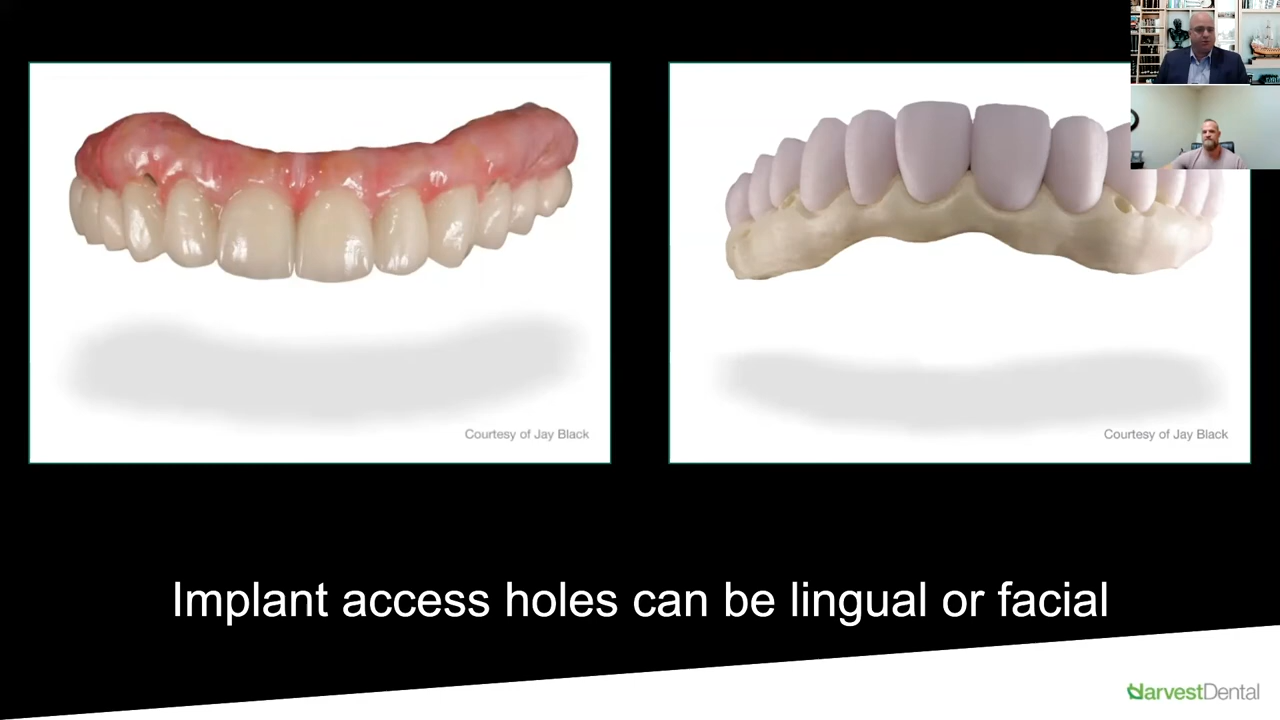 Courtesy of Jay Black
Courtesy of Jay Black
Implant access holes can be lingual or facial
HarvestDental